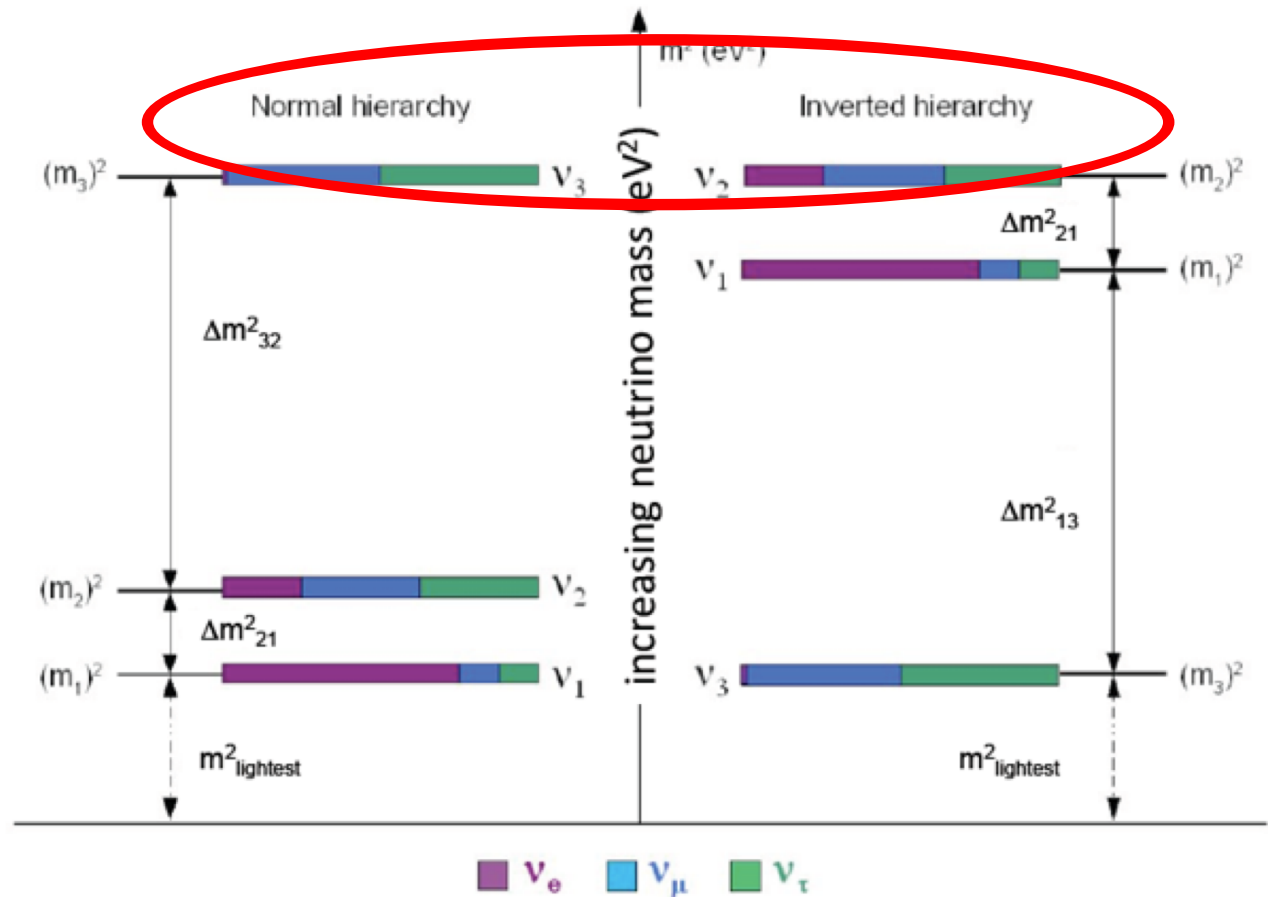 m² (eV²)
Normal hierarchy
Inverted hierarchy
increasing neutrino mass (eV²)
(m₃)²
ν₃
ν₂
(m₂)²
Δm²₂₁
ν₁
(m₁)²
Δm²₃₂
Δm²₁₃
(m₂)²
ν₂
Δm²₂₁
(m₁)²
ν₁
ν₃
(m₃)²
m²lightest
m²lightest
νe
νμ
ντ